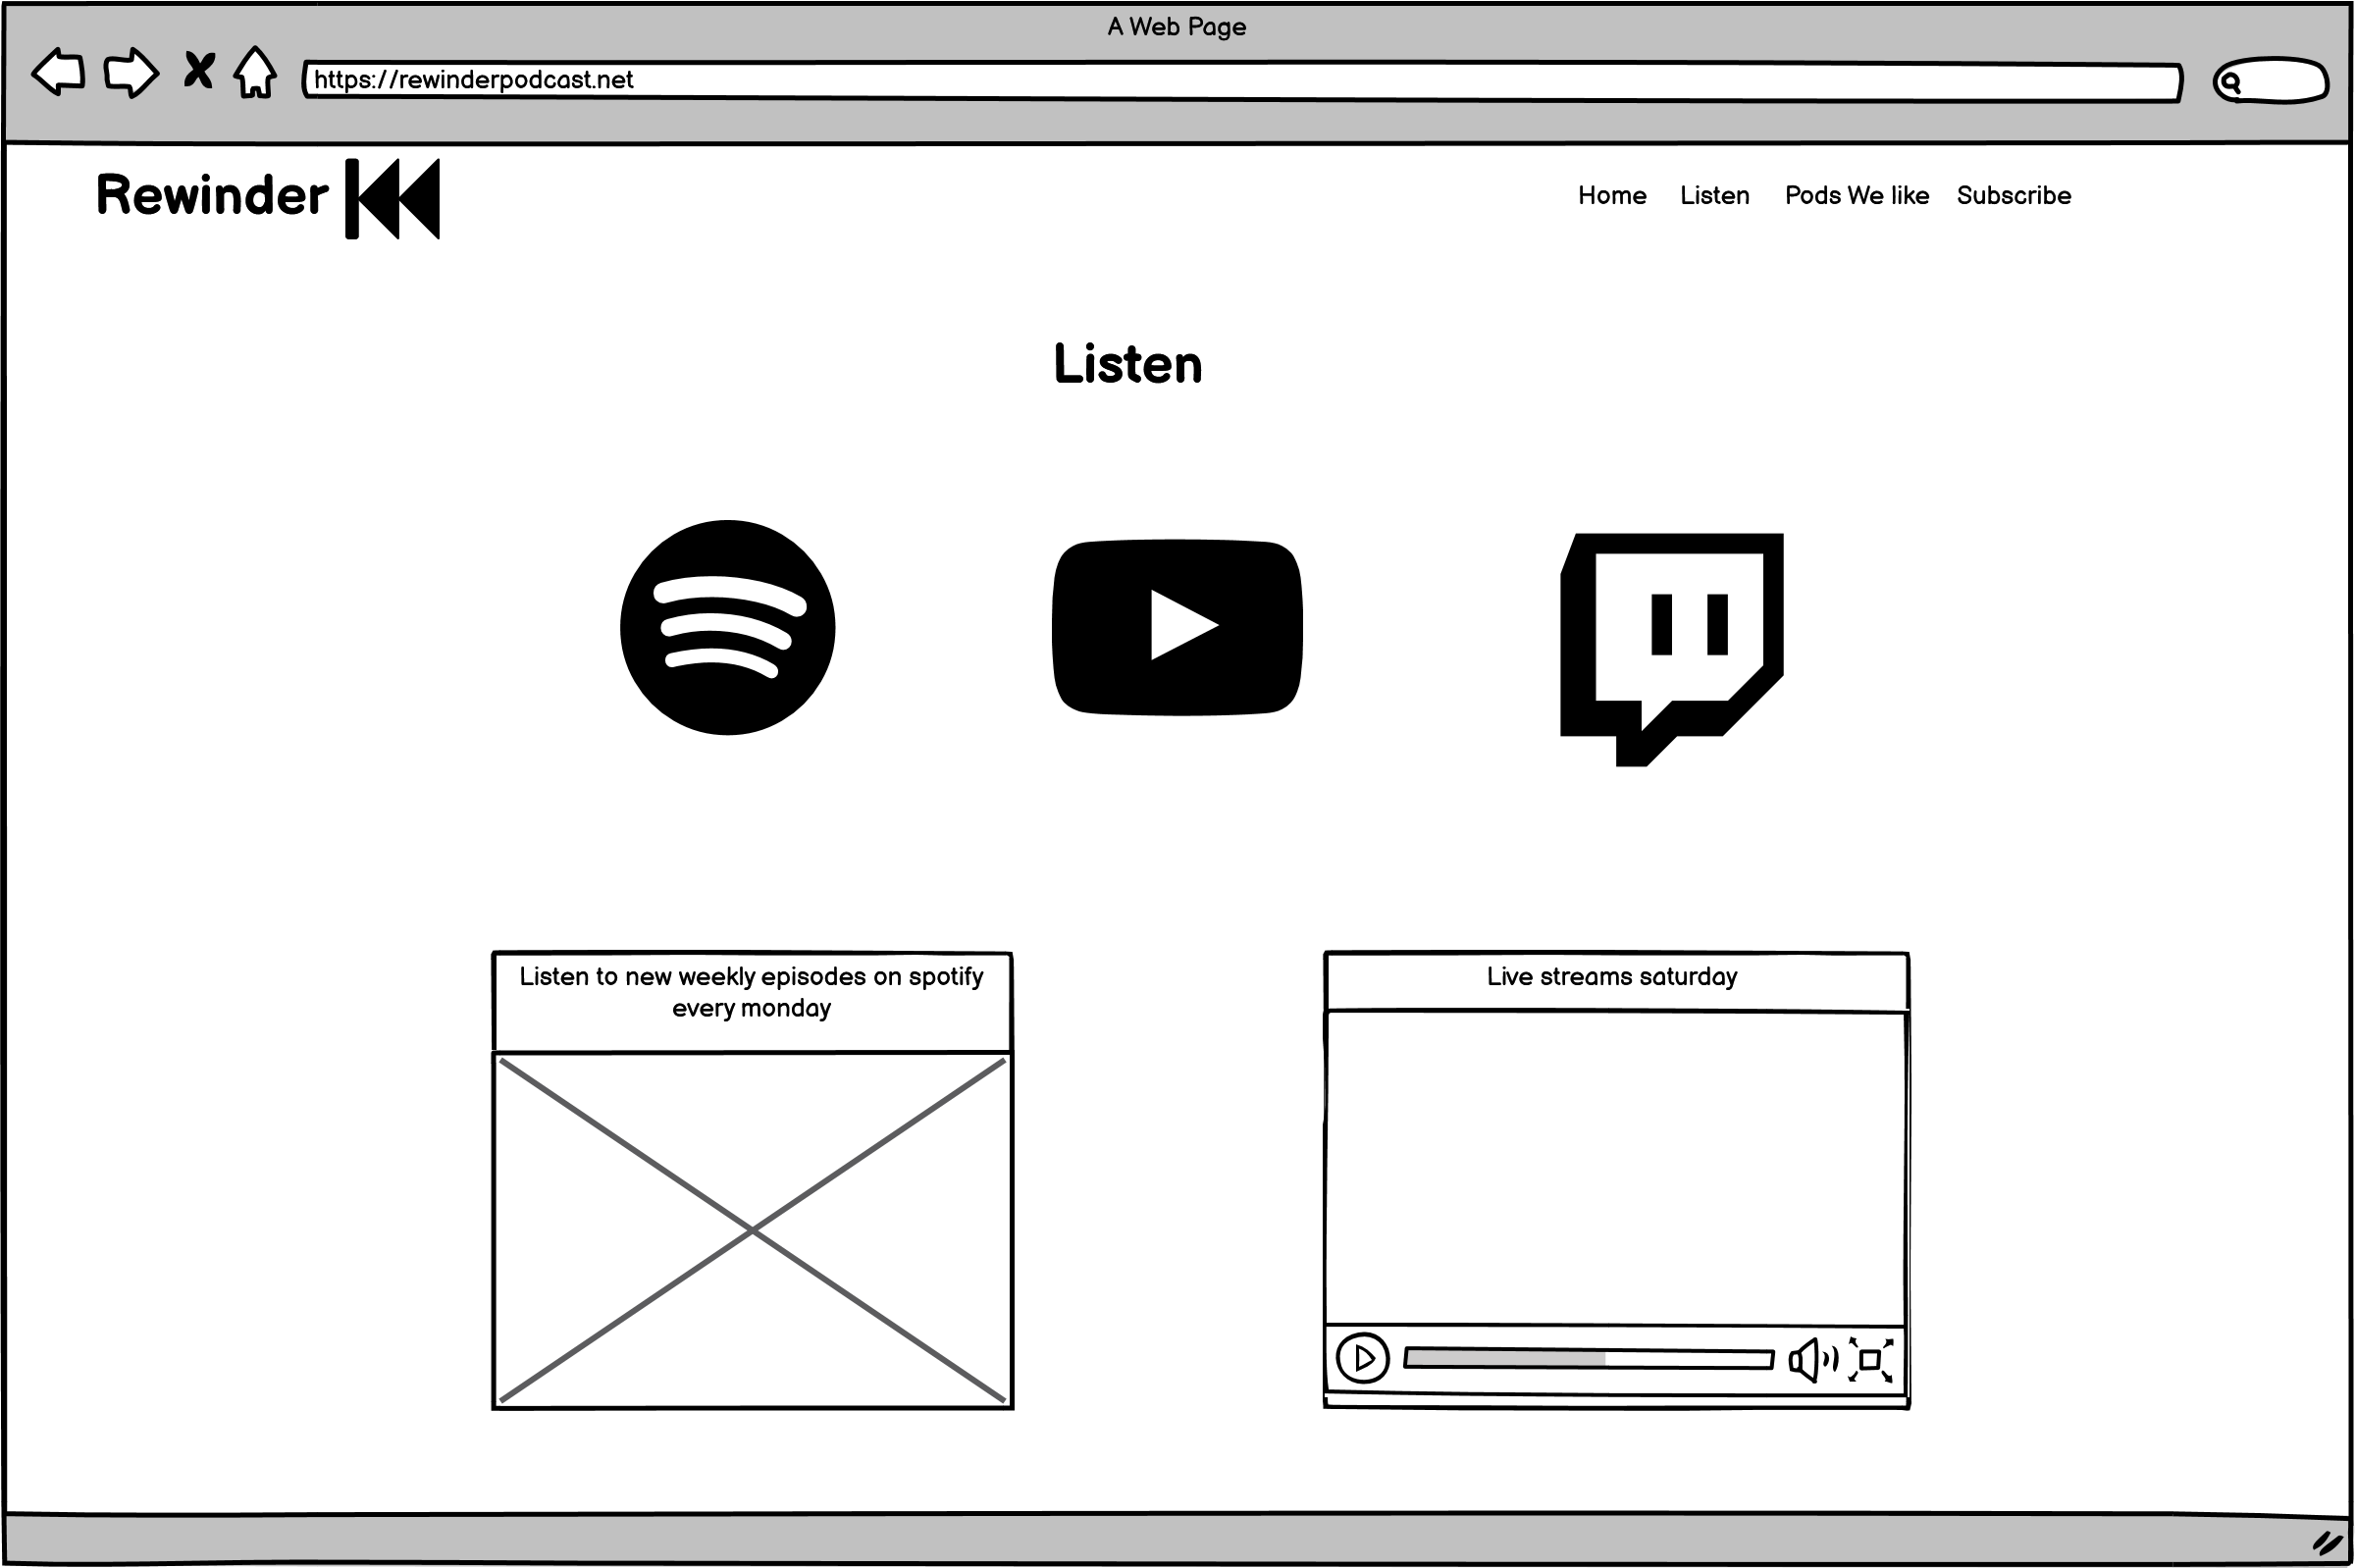 A Web Page
https://rewinderpodcast.net
Rewinder
Home Listen Pods We like Subscribe
Listen
Listen to new weekly episodes on spotify
every monday
Live streams saturday